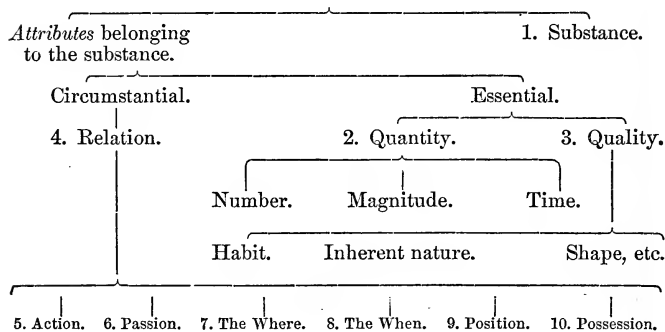 Attributes belonging to the substance.
1. Substance.
Circumstantial.
Essential.
4. Relation.
2. Quantity.
3. Quality.
Number.
Magnitude.
Time.
Habit.
Inherent nature.
Shape, etc.
5. Action.
6. Passion.
7. The Where.
8. The When.
9. Position.
10. Possession.